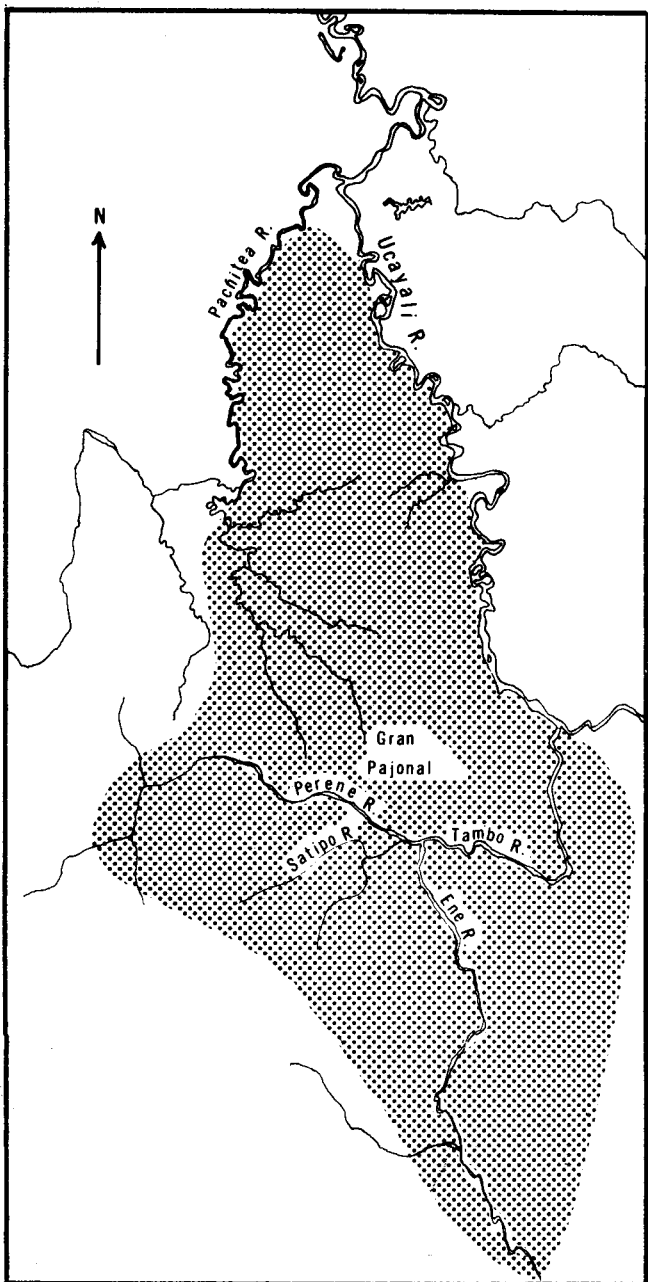 N
Pachitea R.
Ucayali R.
Gran
Pajonal
Perene R.
Satipo R.
Tambo R.
Ene R.